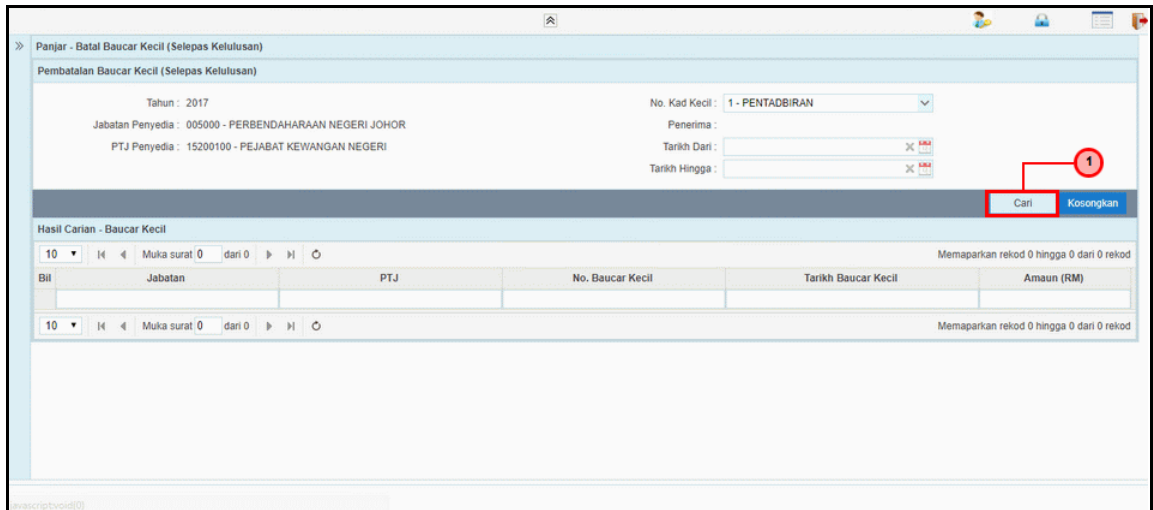 Panjar - Batal Baucar Kecil (Selepas Kelulusan)
Pembatalan Baucar Kecil (Selepas Kelulusan)
Tahun : 2017 No. Kad Kecil : 1 - PENTADBIRAN
Jabatan Penyedia : 005000 - PERBENDAHARAAN NEGERI JOHOR Penerima :
PTJ Penyedia : 15200100 - PEJABAT KEWANGAN NEGERI Tarikh Dari :
Tarikh Hingga :
1
Cari Kosongkan
Hasil Carian - Baucar Kecil
10 Muka surat 0 dari 0 Memaparkan rekod 0 hingga 0 dari 0 rekod
Bil Jabatan PTJ No. Baucar Kecil Tarikh Baucar Kecil Amaun (RM)
10 Muka surat 0 dari 0 Memaparkan rekod 0 hingga 0 dari 0 rekod
javascript:void(0)